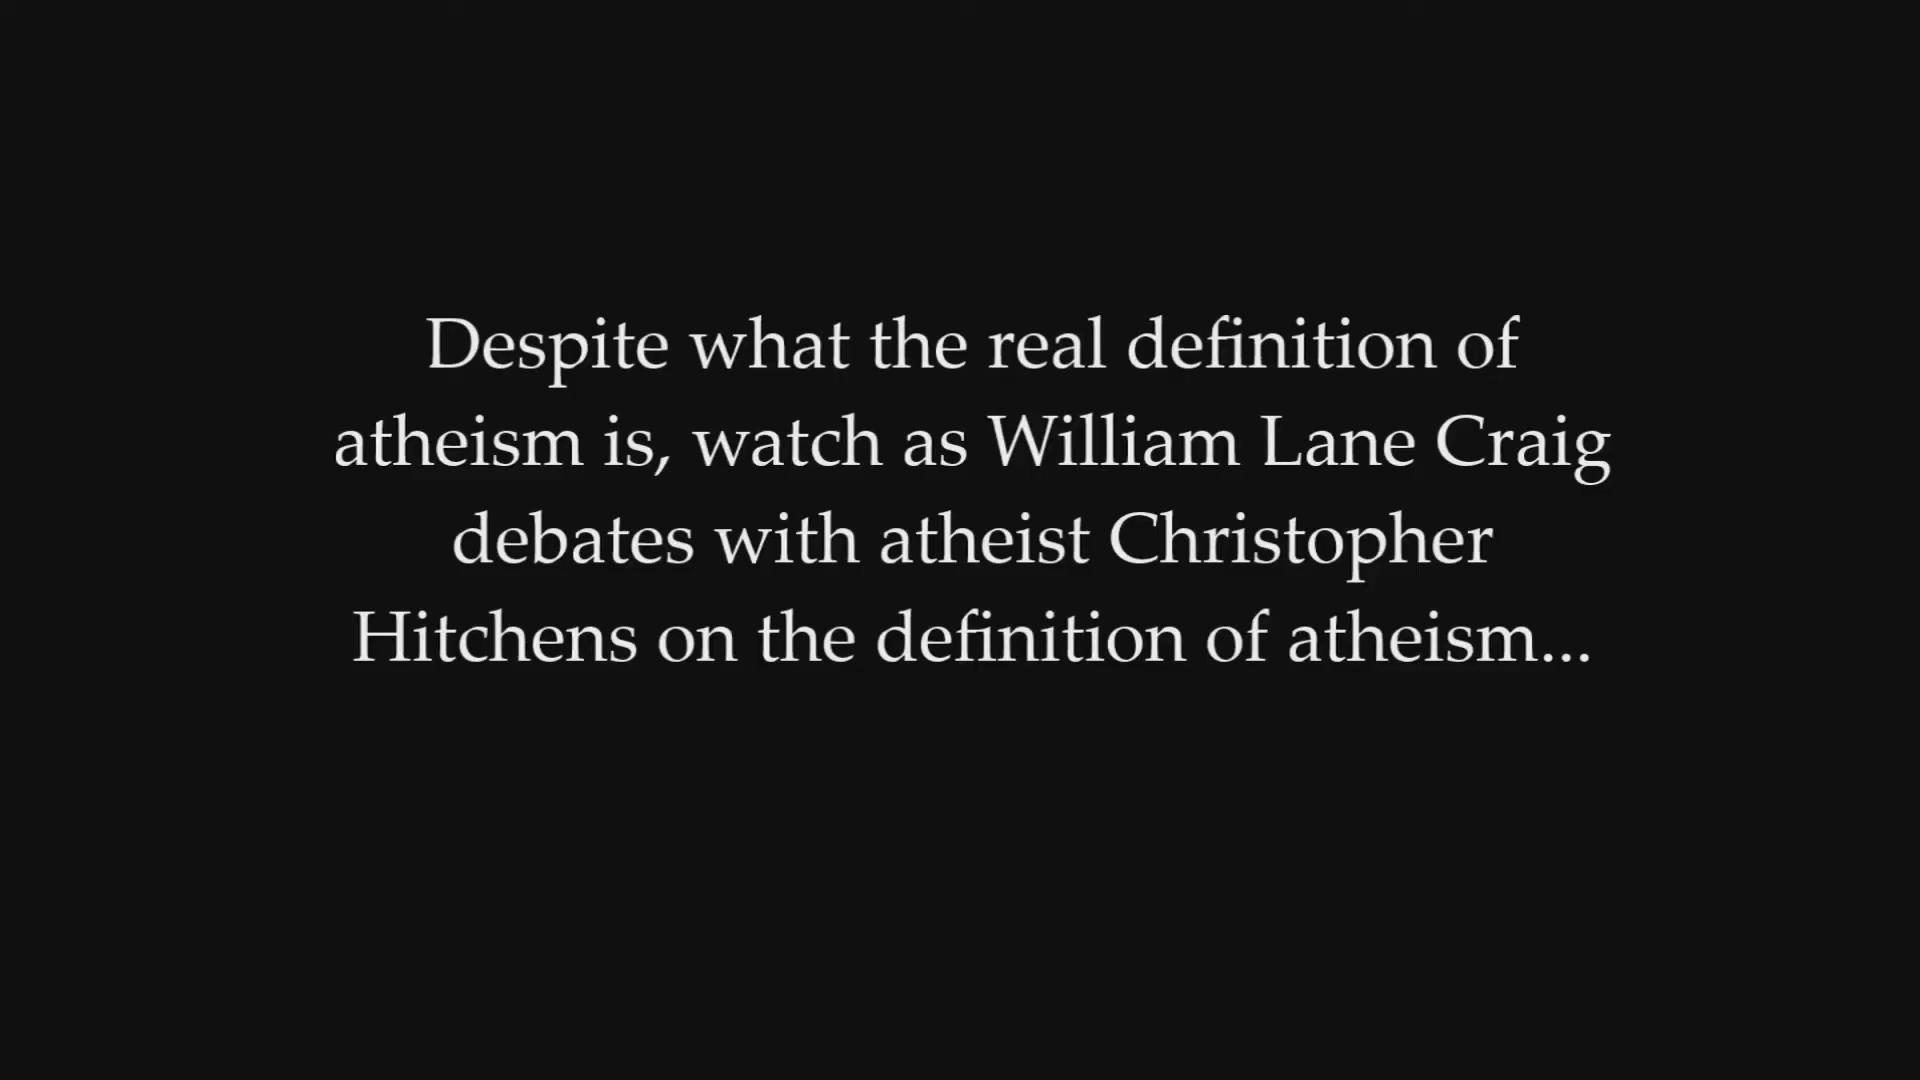 Despite what the real definition of
atheism is, watch as William Lane Craig
debates with atheist Christopher
Hitchens on the definition of atheism...